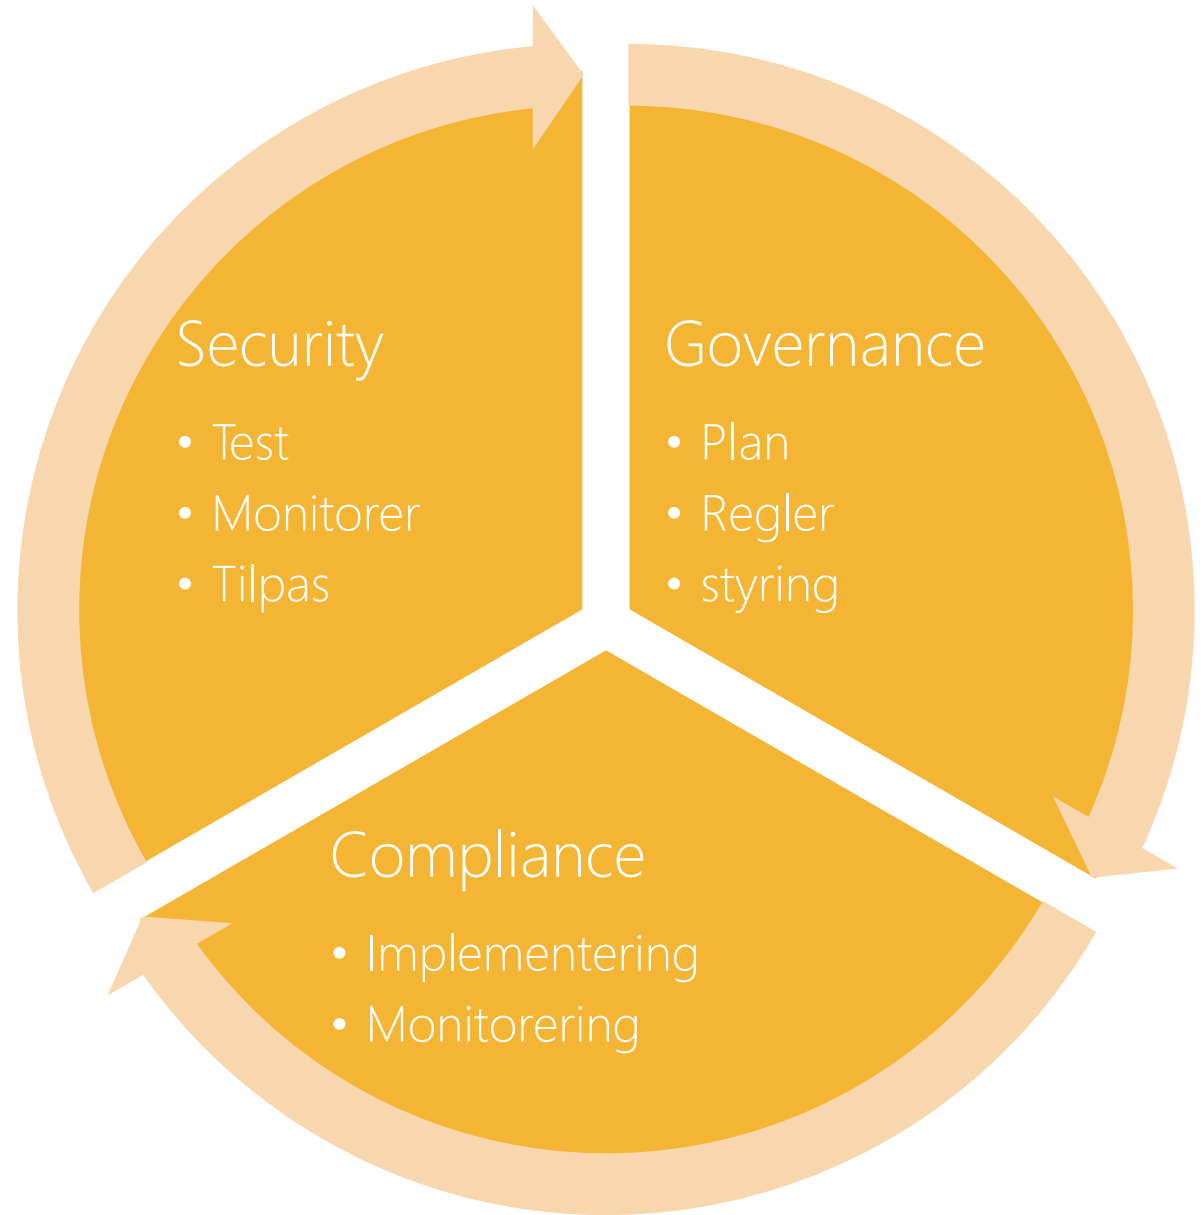 Security
• Test
• Monitorer
• Tilpas
Governance
• Plan
• Regler
• styring
Compliance
• Implementering
• Monitorering